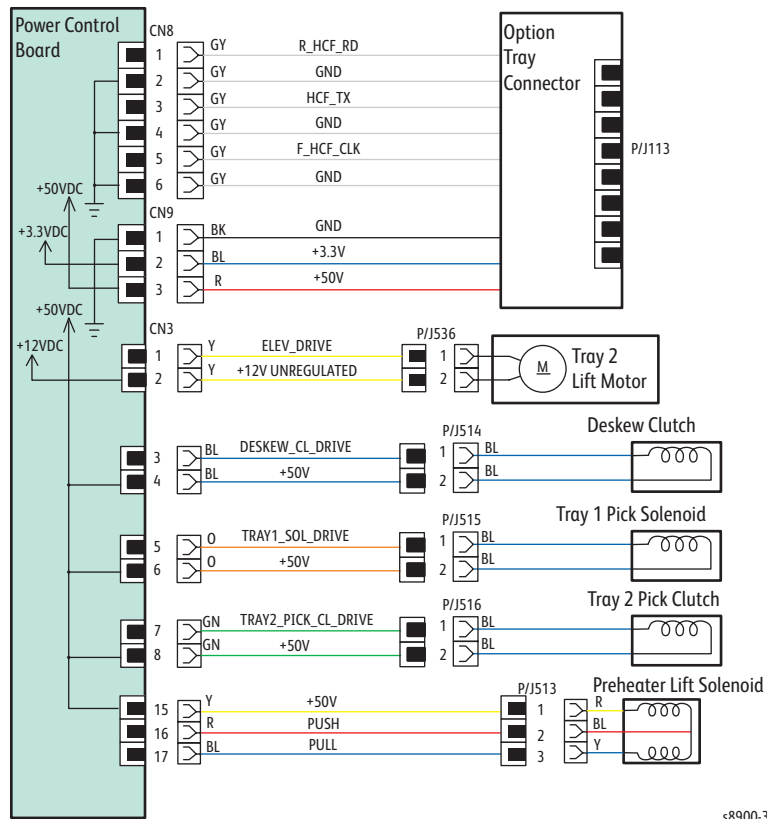 Power Control
Board
CN8
1 GY R_HCF_RD
2 GY GND
3 GY HCF_TX
4 GY GND
5 GY F_HCF_CLK
6 GY GND
Option
Tray
Connector
P/J113
+50VDC
+3.3VDC
CN9
1 BK GND
2 BL +3.3V
3 R +50V
+50VDC
+12VDC
CN3
1 Y ELEV_DRIVE
2 Y +12V UNREGULATED
P/J536
1
2
M
Tray 2
Lift Motor
3 BL DESKEW_CL_DRIVE
4 BL +50V
P/J514
1 BL
2 BL
Deskew Clutch
5 O TRAY1_SOL_DRIVE
6 O +50V
P/J515
1 BL
2 BL
Tray 1 Pick Solenoid
7 GN TRAY2_PICK_CL_DRIVE
8 GN +50V
P/J516
1 BL
2 BL
Tray 2 Pick Clutch
15 Y +50V
16 R PUSH
17 BL PULL
P/J513
1 R
2 BL
3 Y
Preheater Lift Solenoid